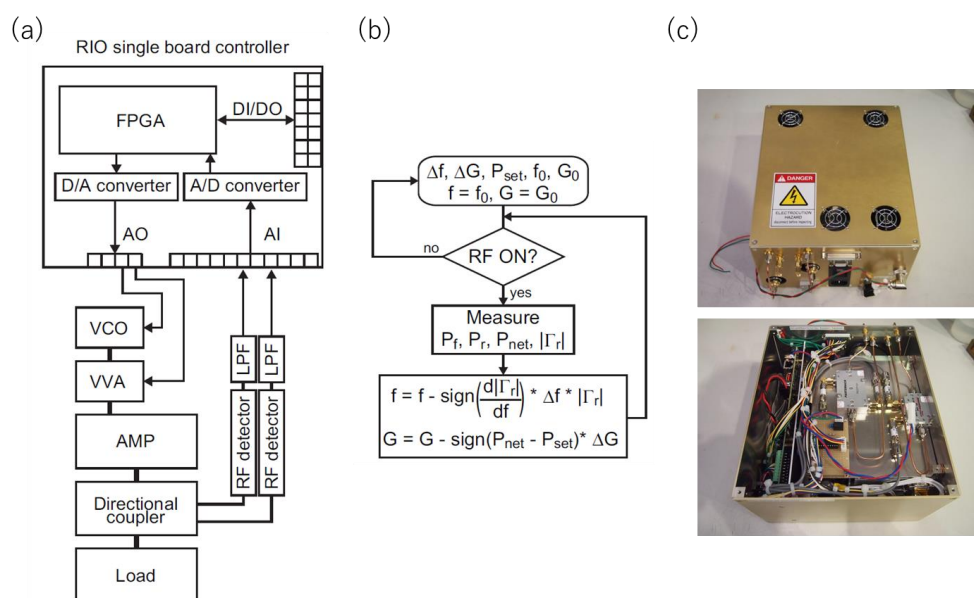 (a)
RIO single board controller
FPGA
DI/DO
D/A converter
A/D converter
AO
AI
VCO
VVA
AMP
Directional
coupler
Load
LPF
LPF
RF detector
RF detector
(b)
Δf, ΔG, Pset, f0, G0
f = f0, G = G0
no
RF ON?
yes
Measure
Pf, Pr, Pnet, |Γr|
f = f - sign(d|Γr|/df) * Δf * |Γr|
G = G - sign(Pnet - Pset)* ΔG
(c)
DANGER
ELECTROCUTION
HAZARD